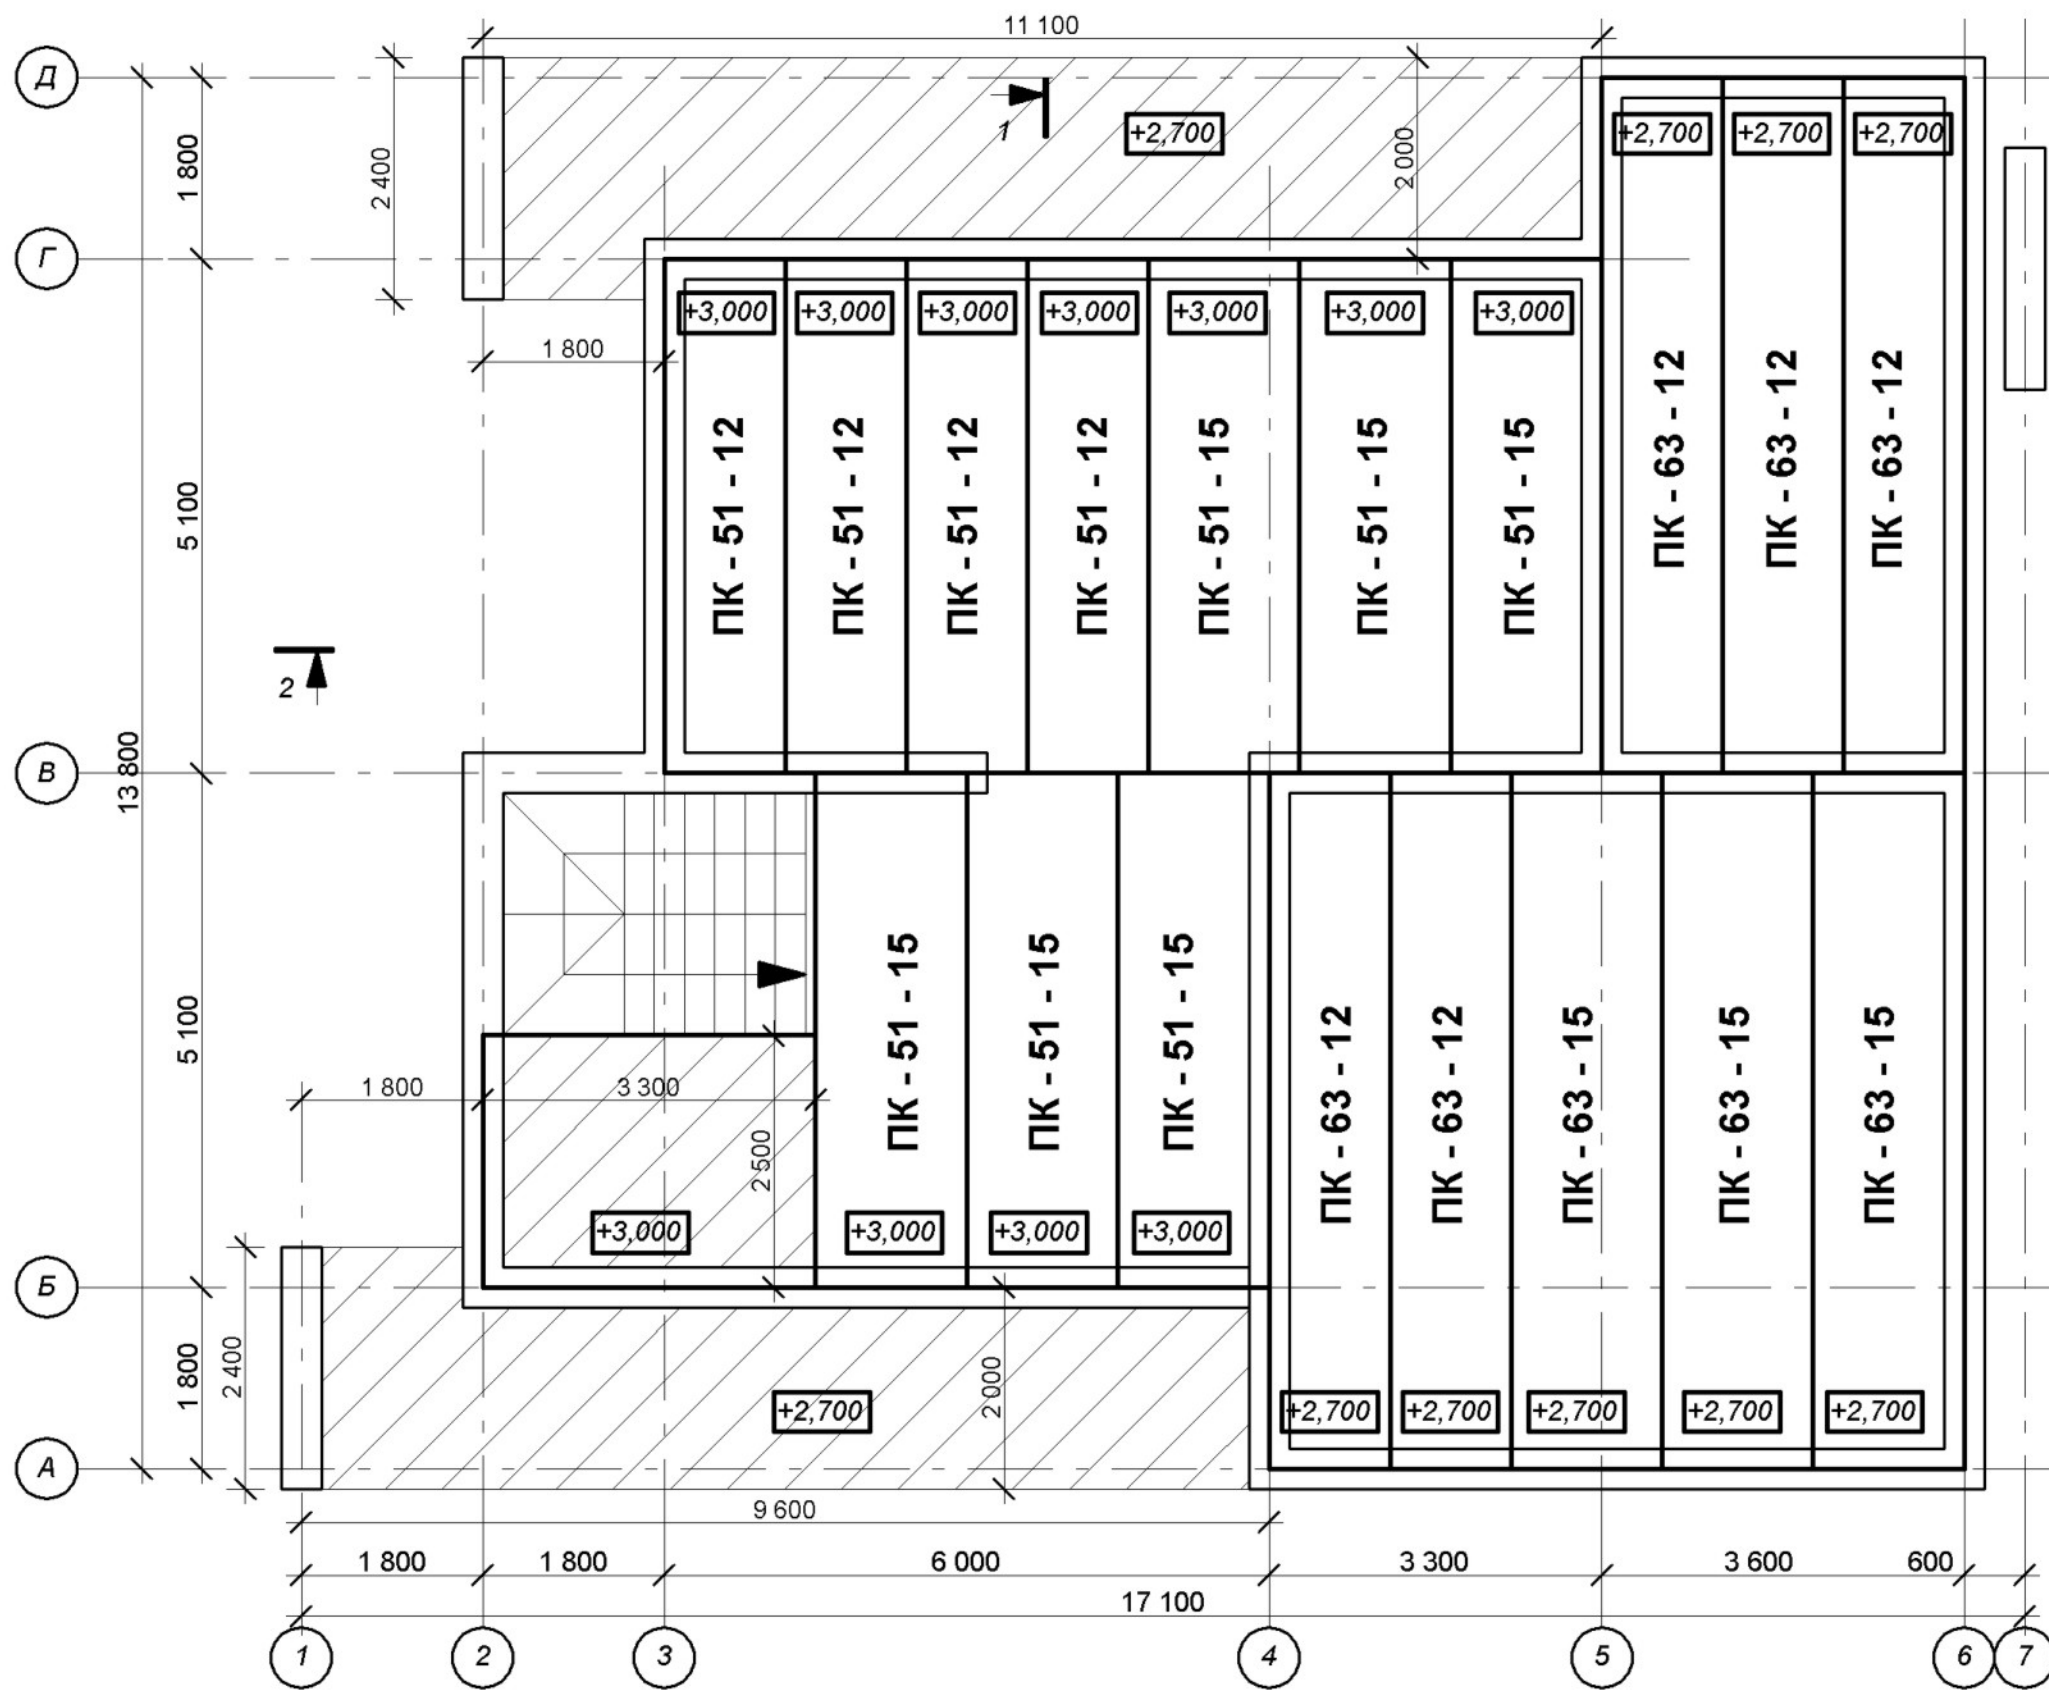 11 100
Д
1
+2,700
+2,700
+2,700
+2,700
1 800
2 400
2 000
Г
+3,000
+3,000
+3,000
+3,000
+3,000
+3,000
+3,000
1 800
ПК - 51 - 12
ПК - 51 - 12
ПК - 51 - 12
ПК - 51 - 12
ПК - 51 - 15
ПК - 51 - 15
ПК - 51 - 15
ПК - 63 - 12
ПК - 63 - 12
ПК - 63 - 12
5 100
2
13 800
В
5 100
ПК - 51 - 15
ПК - 51 - 15
ПК - 51 - 15
ПК - 63 - 12
ПК - 63 - 12
ПК - 63 - 15
ПК - 63 - 15
ПК - 63 - 15
1 800
3 300
2 500
+3,000
+3,000
+3,000
+3,000
Б
1 800
2 400
2 000
+2,700
+2,700
+2,700
+2,700
+2,700
+2,700
А
9 600
1 800
1 800
6 000
3 300
3 600
600
17 100
1
2
3
4
5
6
7